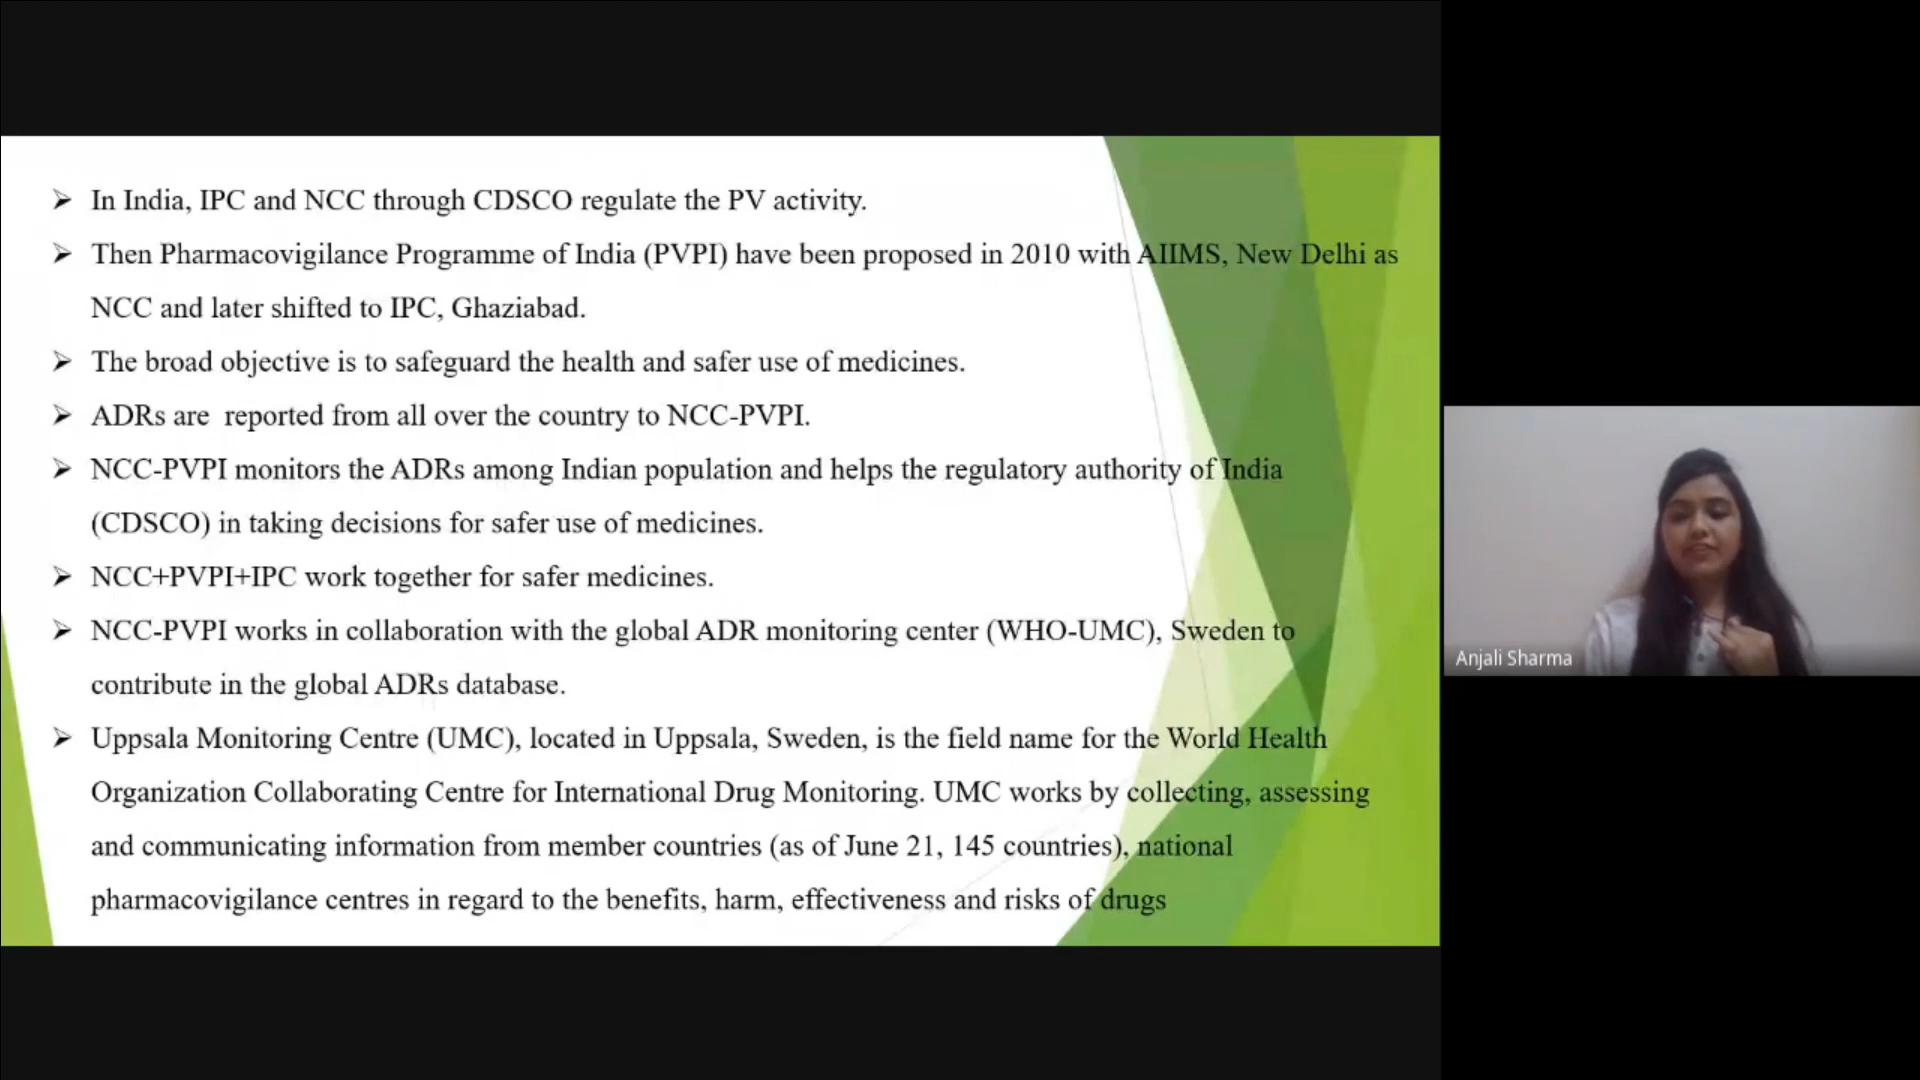 ➢ In India, IPC and NCC through CDSCO regulate the PV activity.
➢ Then Pharmacovigilance Programme of India (PVPI) have been proposed in 2010 with AIIMS, New Delhi as
NCC and later shifted to IPC, Ghaziabad.
➢ The broad objective is to safeguard the health and safer use of medicines.
➢ ADRs are  reported from all over the country to NCC-PVPI.
➢ NCC-PVPI monitors the ADRs among Indian population and helps the regulatory authority of India
(CDSCO) in taking decisions for safer use of medicines.
➢ NCC+PVPI+IPC work together for safer medicines.
➢ NCC-PVPI works in collaboration with the global ADR monitoring center (WHO-UMC), Sweden to
contribute in the global ADRs database.
➢ Uppsala Monitoring Centre (UMC), located in Uppsala, Sweden, is the field name for the World Health
Organization Collaborating Centre for International Drug Monitoring. UMC works by collecting, assessing
and communicating information from member countries (as of June 21, 145 countries), national
pharmacovigilance centres in regard to the benefits, harm, effectiveness and risks of drugs
Anjali Sharma